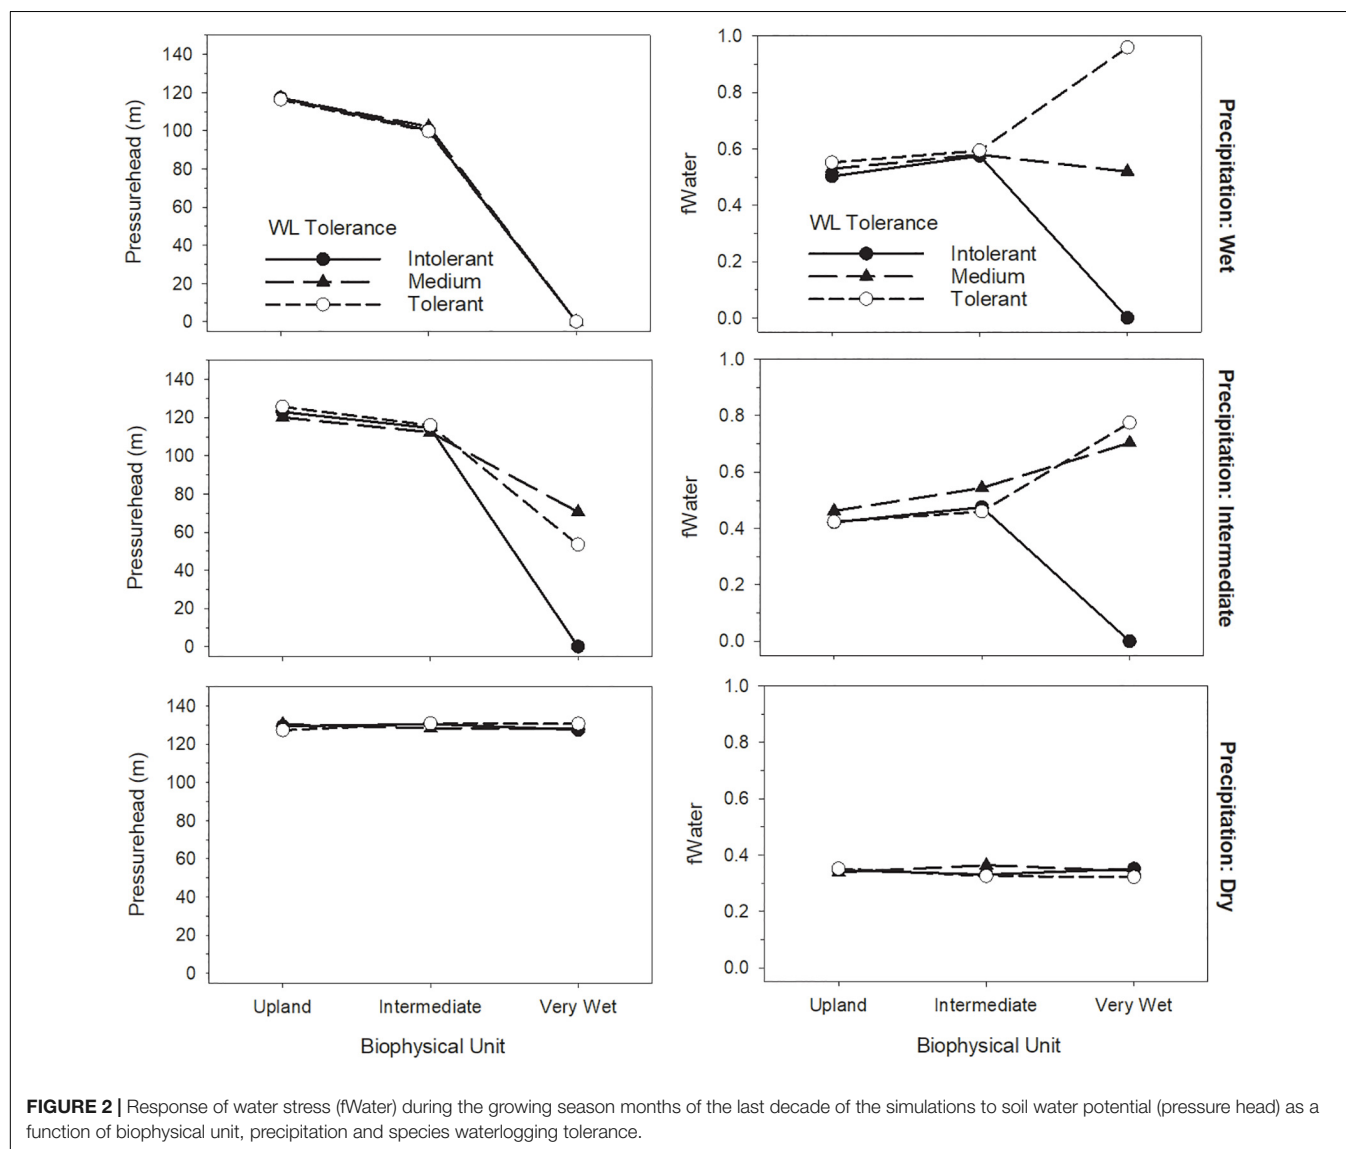 140
120
100
80
60
40
20
0
Pressurehead (m)
WL Tolerance
Intolerant
Medium
Tolerant
1.0
0.8
0.6
0.4
0.2
0.0
fWater
WL Tolerance
Intolerant
Medium
Tolerant
Precipitation: Wet
140
120
100
80
60
40
20
0
Pressurehead (m)
1.0
0.8
0.6
0.4
0.2
0.0
fWater
Precipitation: Intermediate
140
120
100
80
60
40
20
0
Pressurehead (m)
Upland Intermediate Very Wet
Biophysical Unit
1.0
0.8
0.6
0.4
0.2
0.0
fWater
Upland Intermediate Very Wet
Biophysical Unit
Precipitation: Dry
FIGURE 2 | Response of water stress (fWater) during the growing season months of the last decade of the simulations to soil water potential (pressure head) as a
function of biophysical unit, precipitation and species waterlogging tolerance.